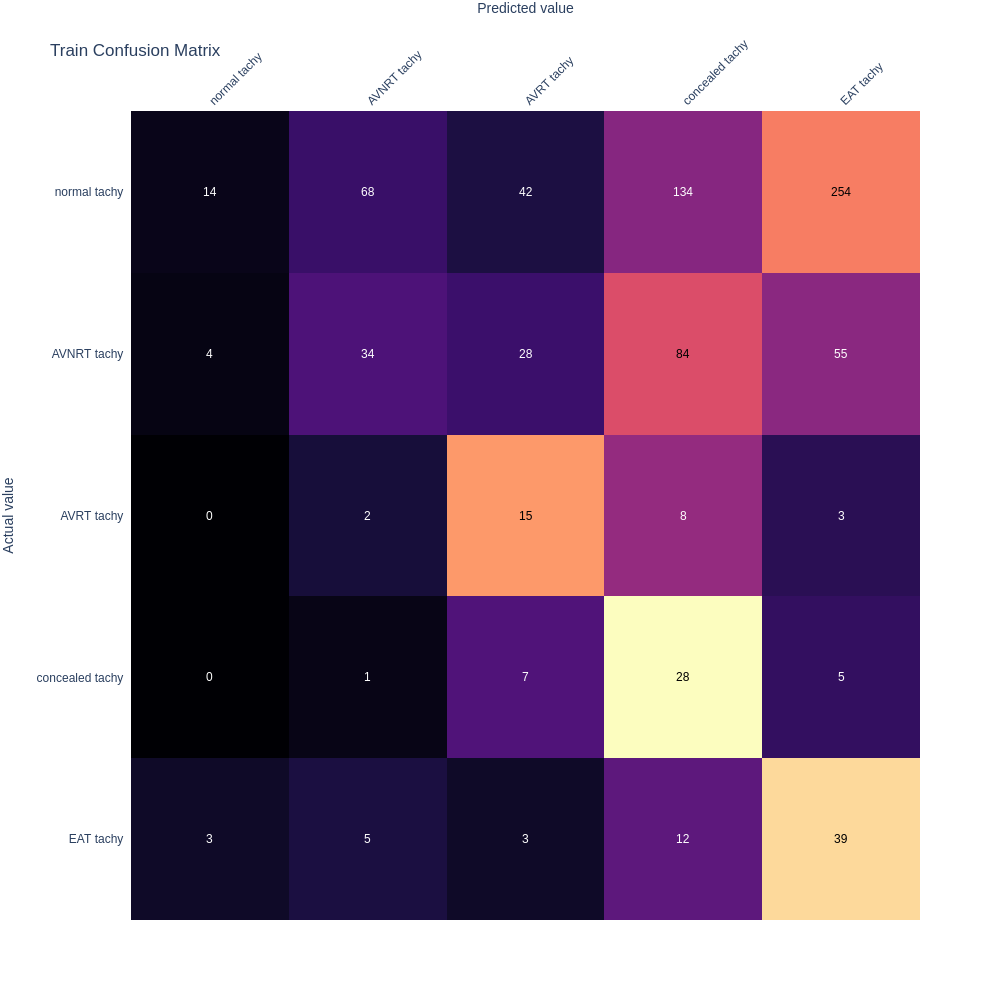 Predicted value
Train Confusion Matrix
normal tachy
AVNRT tachy
AVRT tachy
concealed tachy
EAT tachy
Actual value
normal tachy 14 68 42 134 254
AVNRT tachy 4 34 28 84 55
AVRT tachy 0 2 15 8 3
concealed tachy 0 1 7 28 5
EAT tachy 3 5 3 12 39